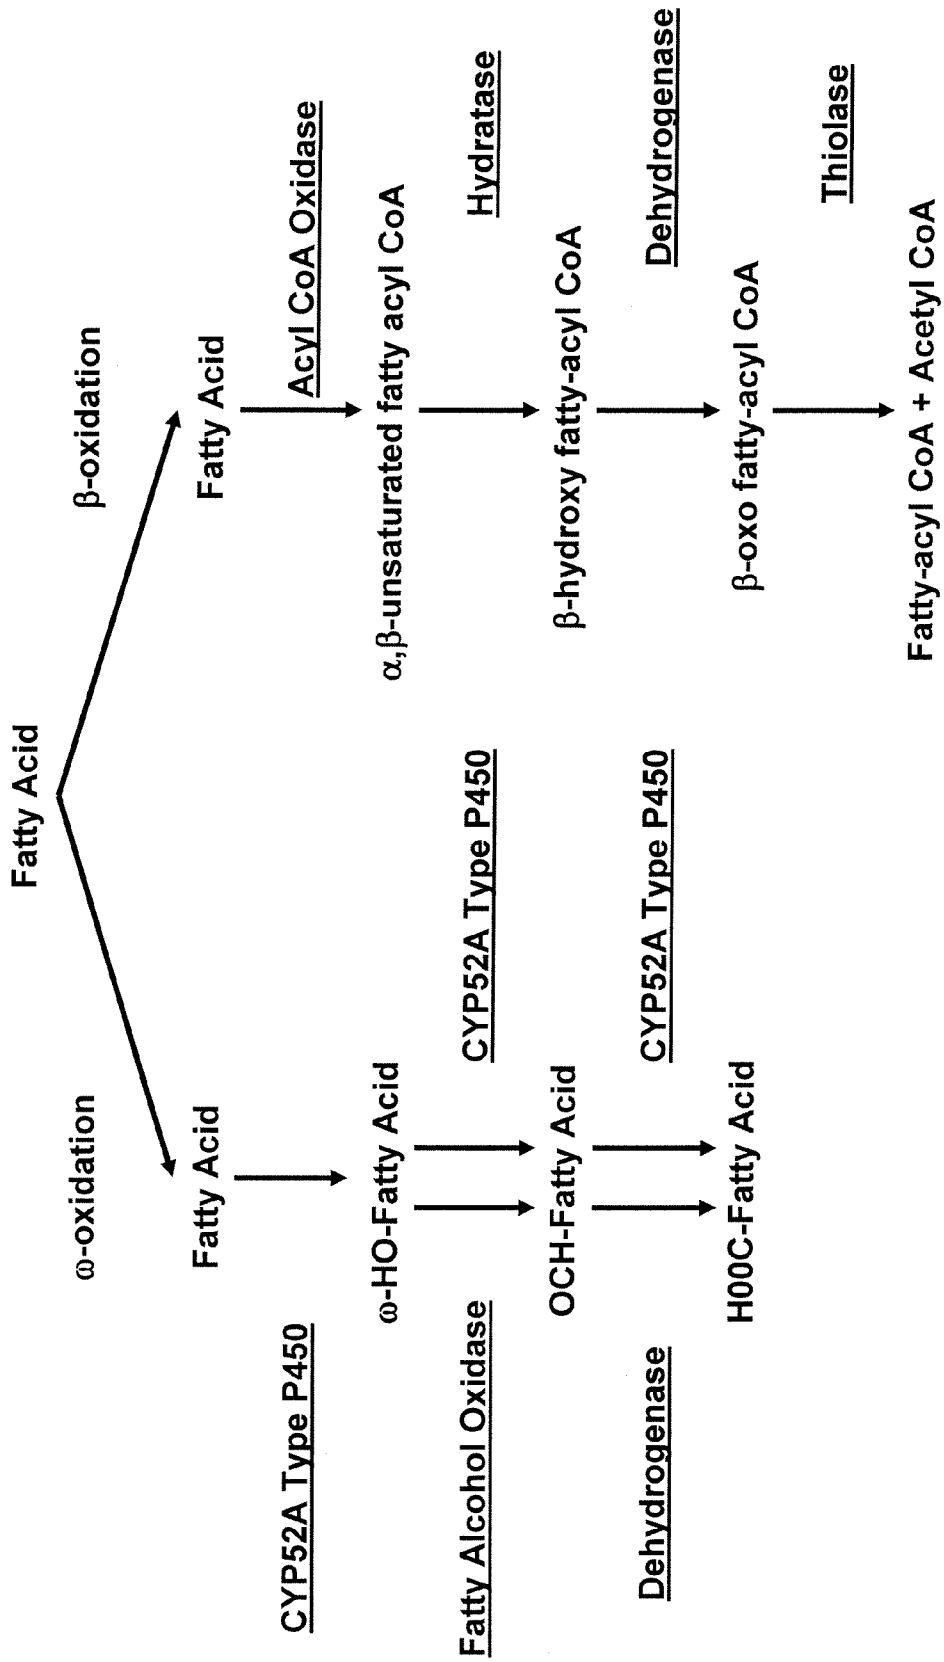 Fatty Acid
ω-oxidation
β-oxidation
Fatty Acid
Fatty Acid
CYP52A Type P450
Acyl CoA Oxidase
ω-HO-Fatty Acid
α,β-unsaturated fatty acyl CoA
Fatty Alcohol Oxidase
CYP52A Type P450
Hydratase
OCH-Fatty Acid
β-hydroxy fatty-acyl CoA
Dehydrogenase
CYP52A Type P450
Dehydrogenase
H00C-Fatty Acid
β-oxo fatty-acyl CoA
Thiolase
Fatty-acyl CoA + Acetyl CoA